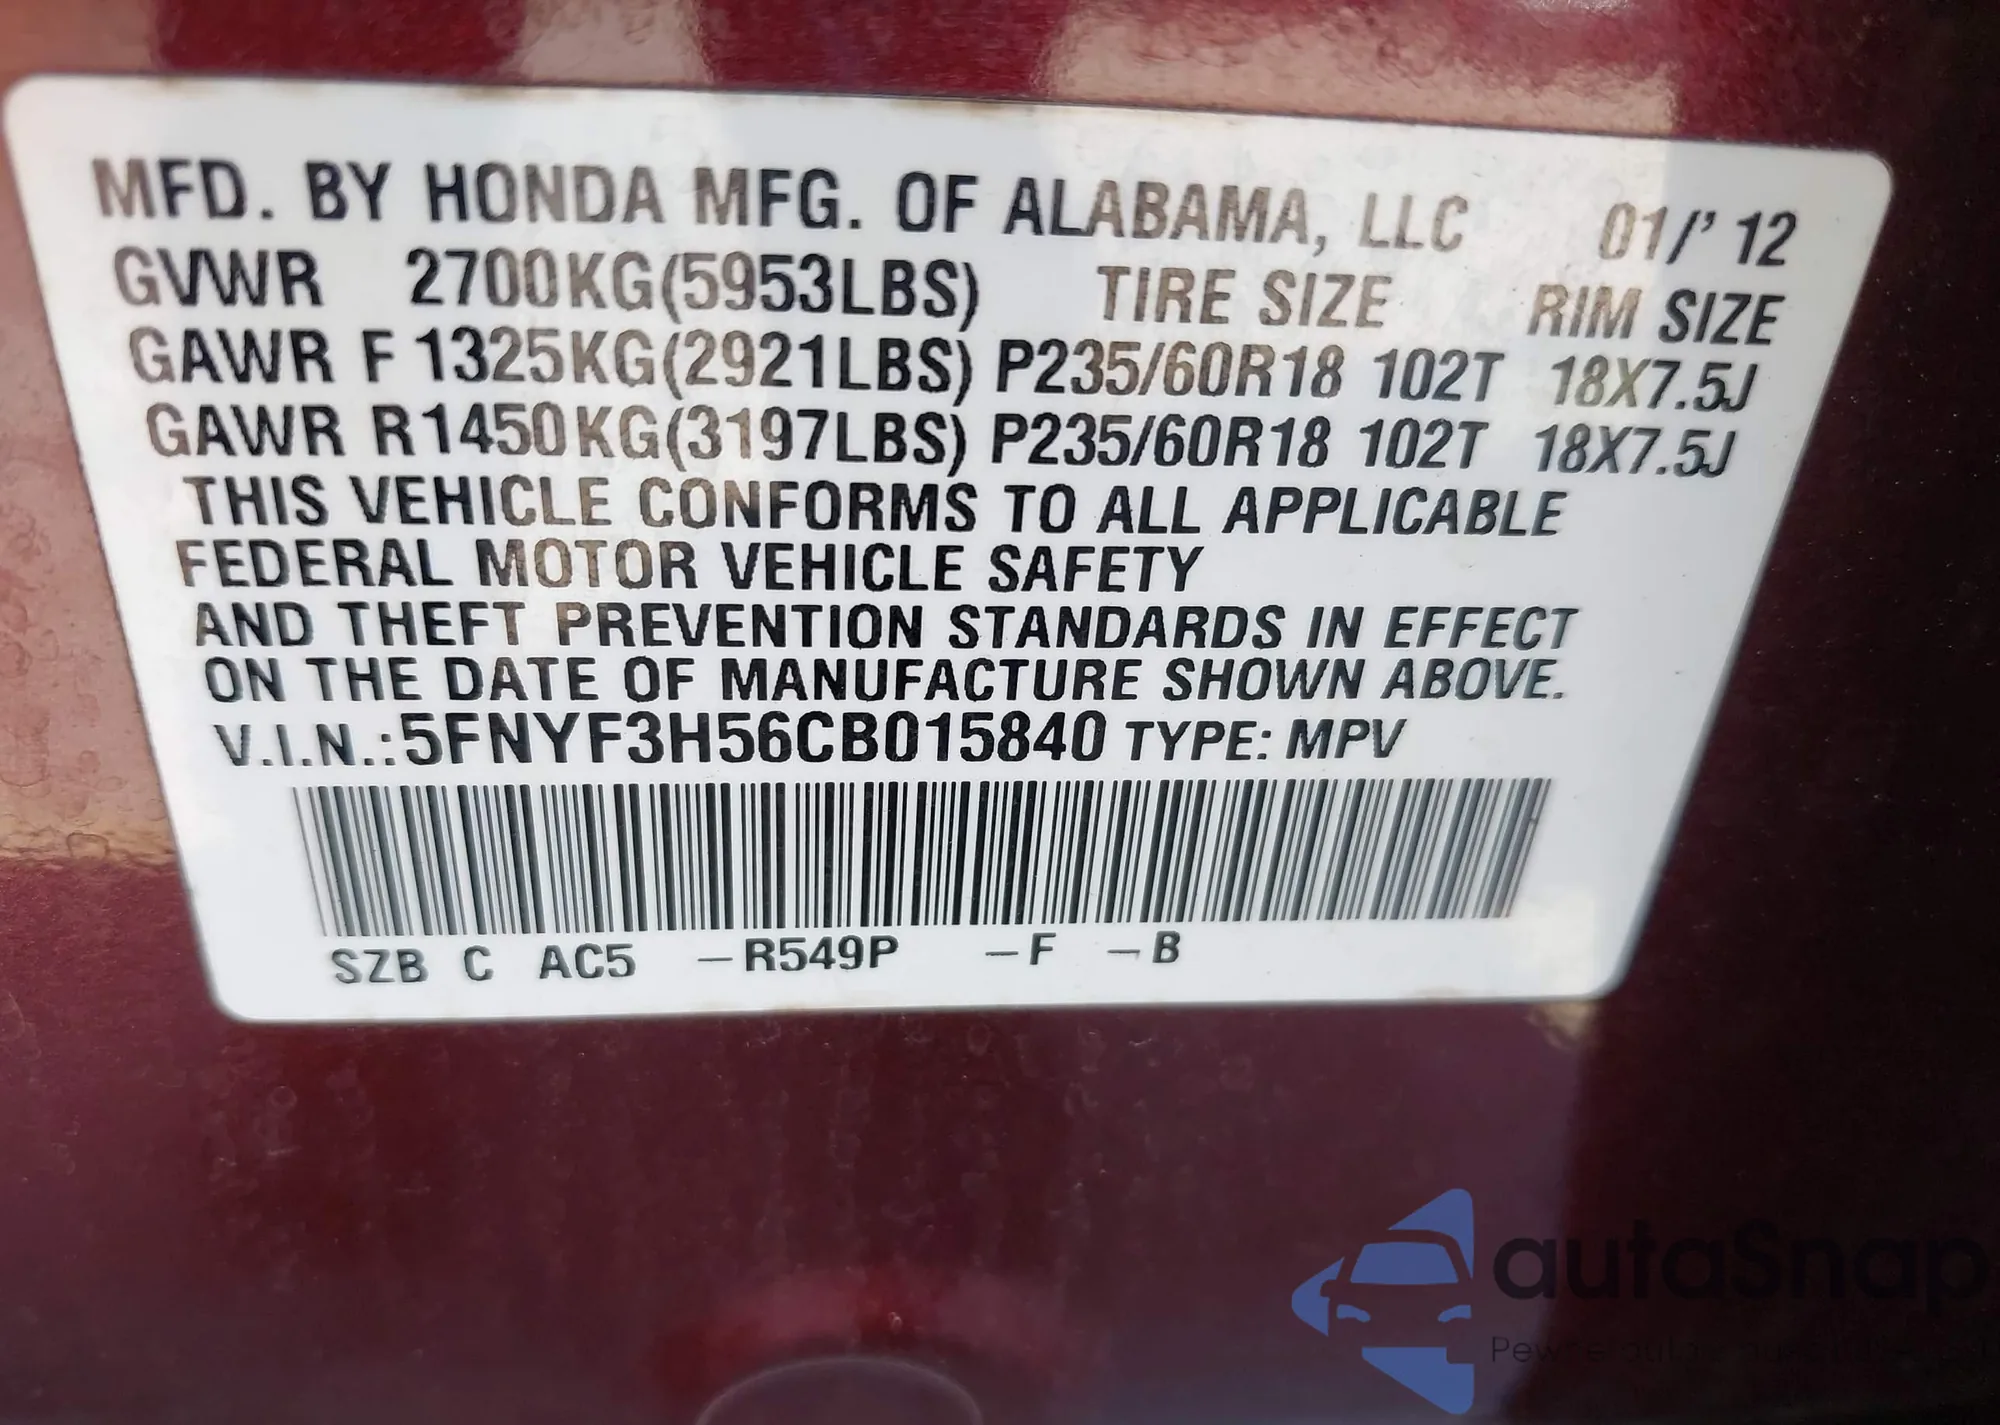 MFD. BY HONDA MFG. OF ALABAMA, LLC 01/'12
GVWR 2700KG(5953LBS) TIRE SIZE RIM SIZE
GAWR F 1325KG(2921LBS) P235/60R18 102T 18X7.5J
GAWR R1450KG(3197LBS) P235/60R18 102T 18X7.5J
THIS VEHICLE CONFORMS TO ALL APPLICABLE
FEDERAL MOTOR VEHICLE SAFETY
AND THEFT PREVENTION STANDARDS IN EFFECT
ON THE DATE OF MANUFACTURE SHOWN ABOVE.
V.I.N.:5FNYF3H56CB015840 TYPE: MPV
SZB C AC5 -R549P -F -B
autaSnap